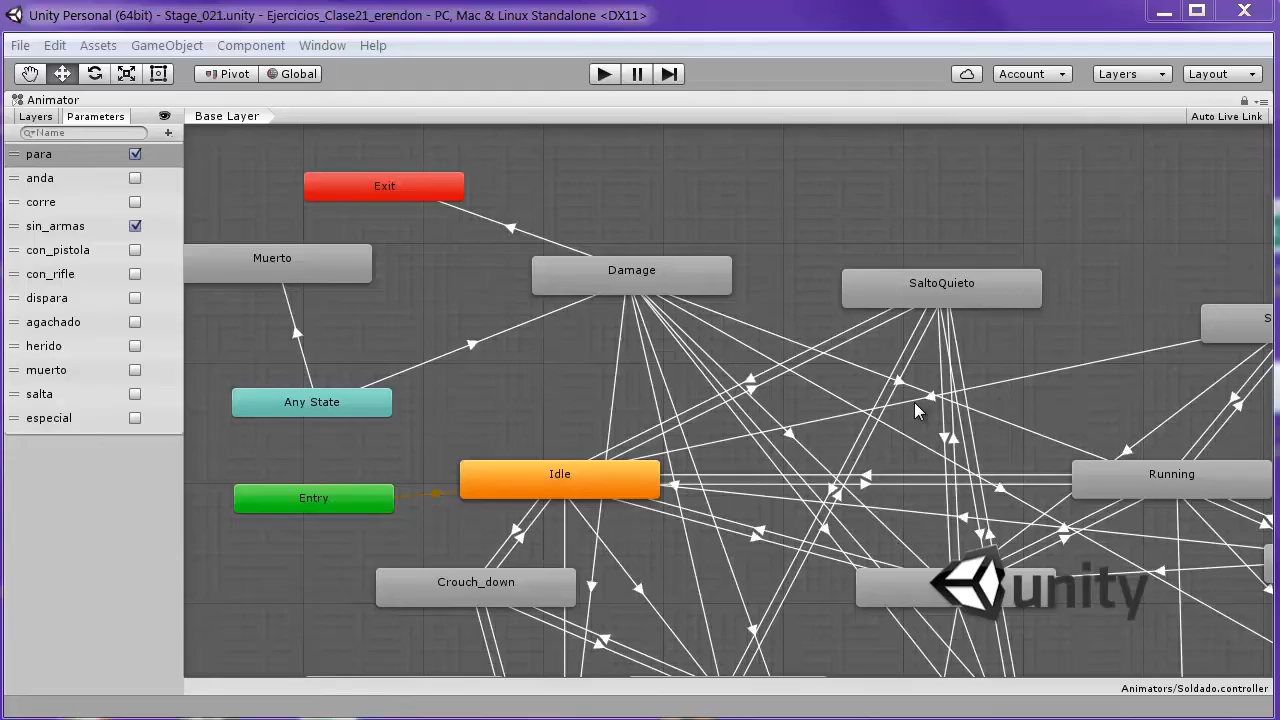 Unity Personal (64bit) - Stage_021.unity - Ejercicios_Clase21_erendon - PC, Mac & Linux Standalone <DX11>
File Edit Assets GameObject Component Window Help
Pivot Global Account Layers Layout
Animator
Layers Parameters Base Layer Auto Live Link
Name
para
anda
corre
sin_armas
con_pistola
con_rifle
dispara
agachado
herido
muerto
salta
especial
Exit
Muerto
Damage
SaltoQuieto
S
Any State
Idle
Running
Entry
Crouch_down
unity
Animators/Soldado.controller